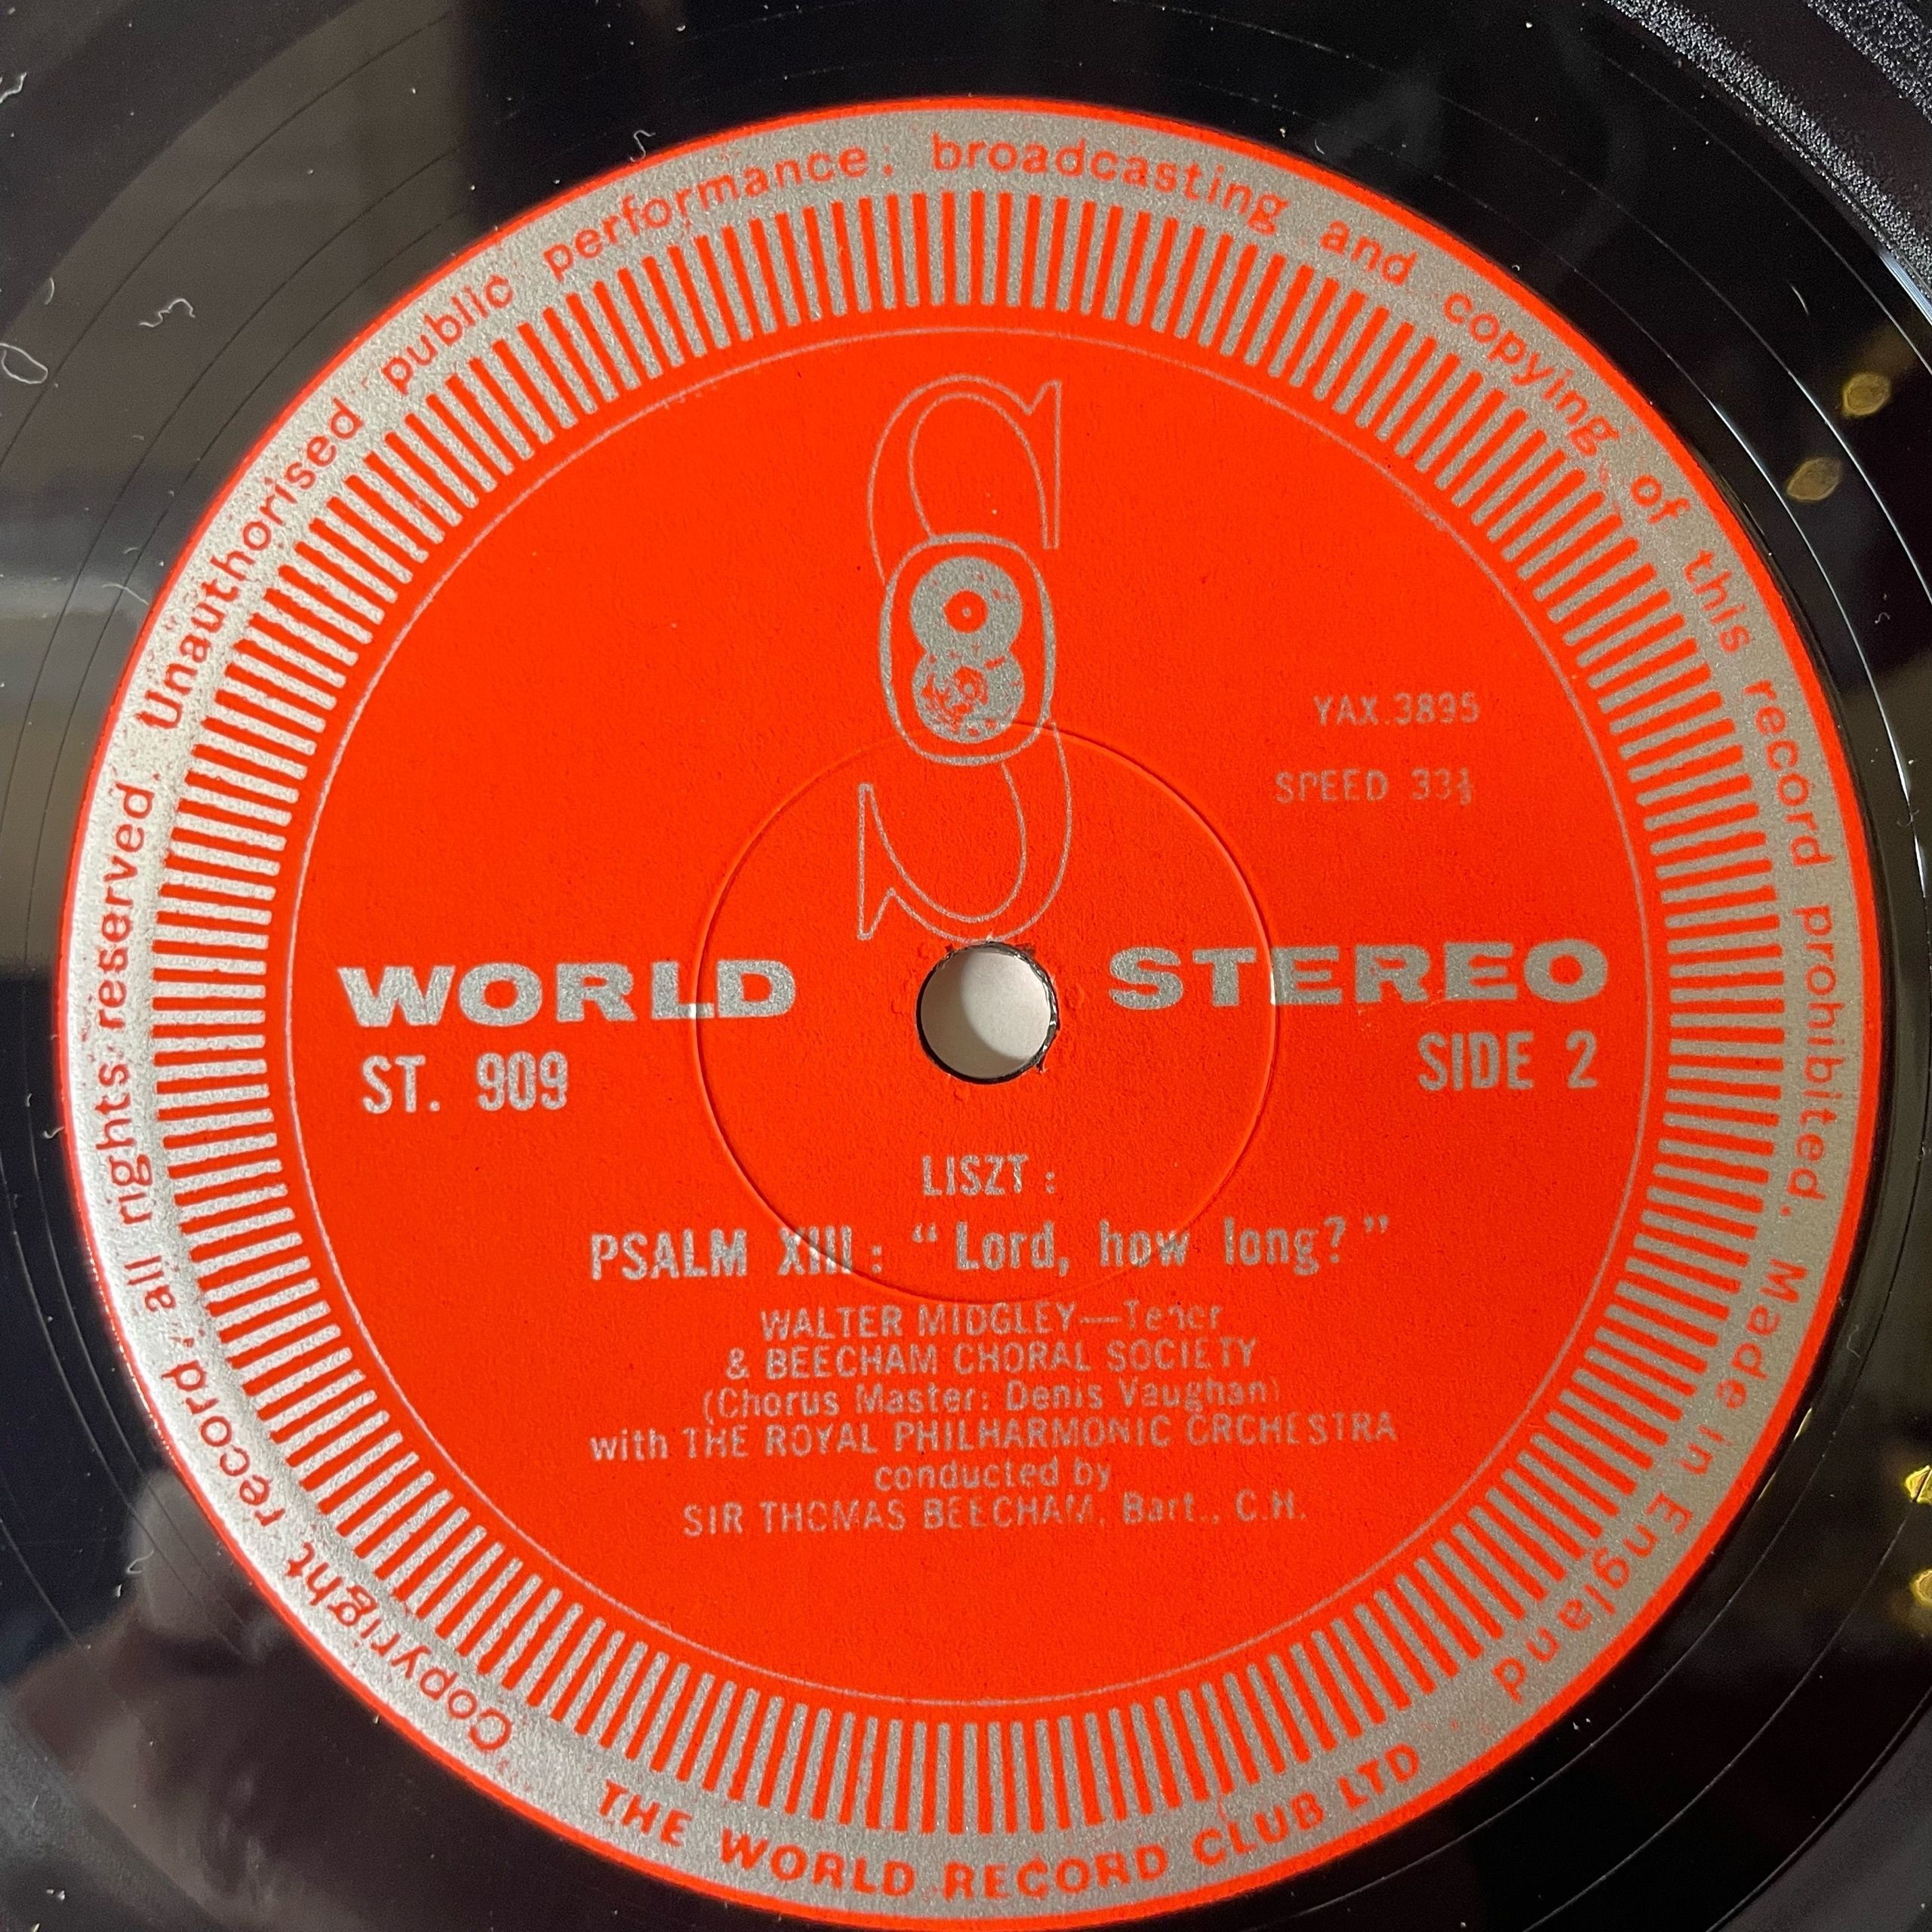 Copyright record all rights reserved. Unauthorised public performance, broadcasting and copying of this record prohibited. Made in England
YAX.3895
SPEED 33⅓
WORLD STEREO
ST. 909 SIDE 2
LISZT :
PSALM XIII : “Lord, how long?”
WALTER MIDGLEY—Tenor
& BEECHAM CHORAL SOCIETY
(Chorus Master: Denis Vaughan)
with THE ROYAL PHILHARMONIC ORCHESTRA
conducted by
SIR THOMAS BEECHAM, Bart., C.H.
THE WORLD RECORD CLUB LTD